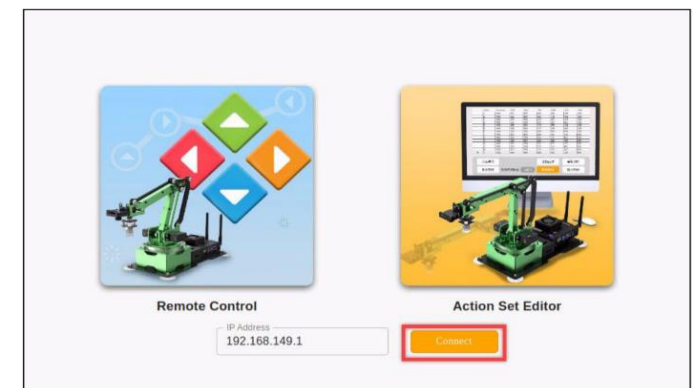 Remote Control
Action Set Editor
IP Address
192.168.149.1
Connect